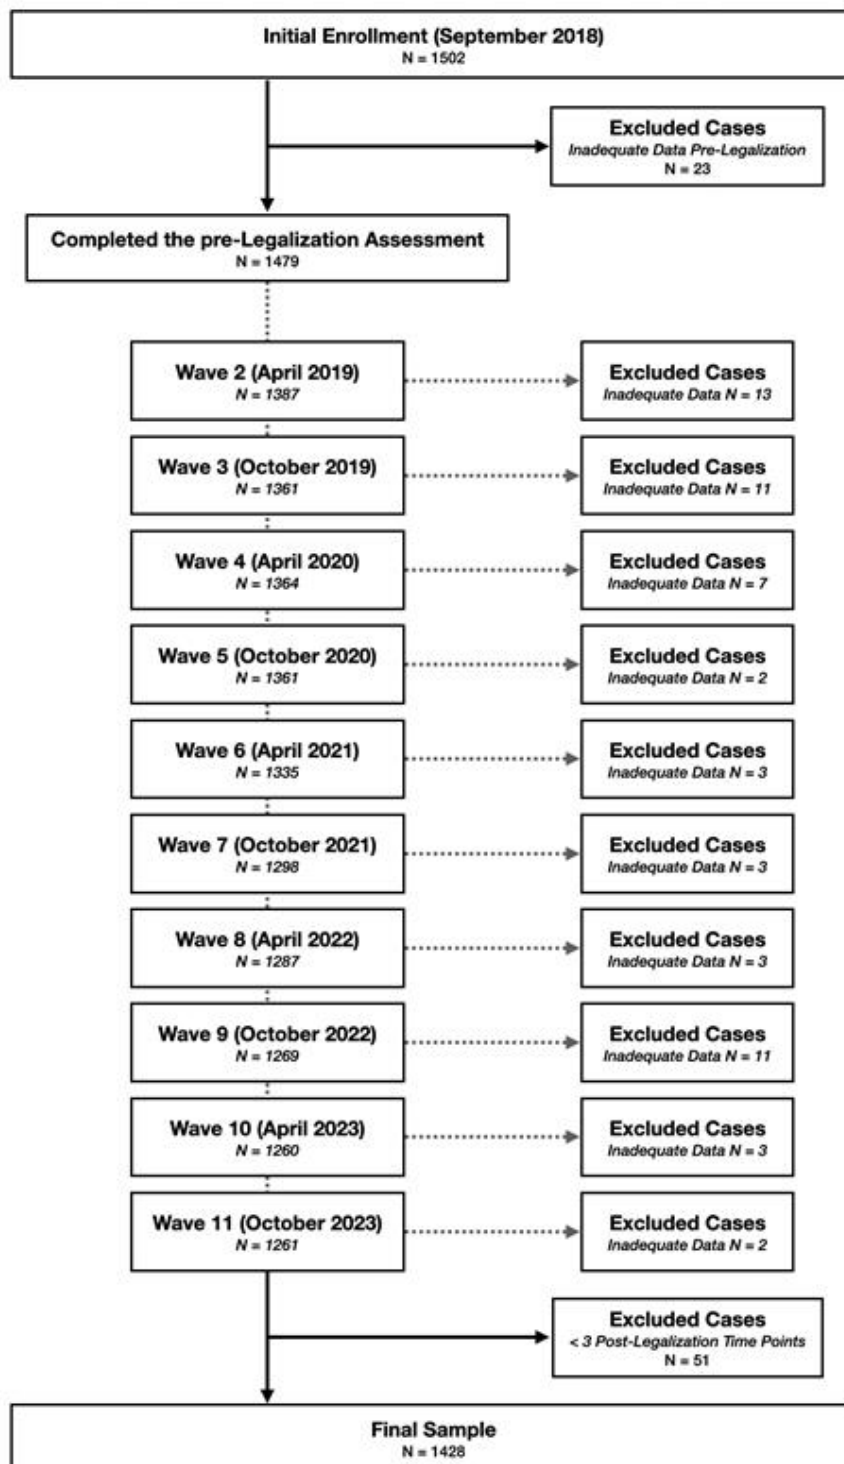 Initial Enrollment (September 2018)
N = 1502
Excluded Cases
Inadequate Data Pre-Legalization
N = 23
Completed the pre-Legalization Assessment
N = 1479
Wave 2 (April 2019)
N = 1387
Excluded Cases
Inadequate Data N = 13
Wave 3 (October 2019)
N = 1361
Excluded Cases
Inadequate Data N = 11
Wave 4 (April 2020)
N = 1364
Excluded Cases
Inadequate Data N = 7
Wave 5 (October 2020)
N = 1361
Excluded Cases
Inadequate Data N = 2
Wave 6 (April 2021)
N = 1335
Excluded Cases
Inadequate Data N = 3
Wave 7 (October 2021)
N = 1298
Excluded Cases
Inadequate Data N = 3
Wave 8 (April 2022)
N = 1287
Excluded Cases
Inadequate Data N = 3
Wave 9 (October 2022)
N = 1269
Excluded Cases
Inadequate Data N = 11
Wave 10 (April 2023)
N = 1260
Excluded Cases
Inadequate Data N = 3
Wave 11 (October 2023)
N = 1261
Excluded Cases
Inadequate Data N = 2
Excluded Cases
< 3 Post-Legalization Time Points
N = 51
Final Sample
N = 1428